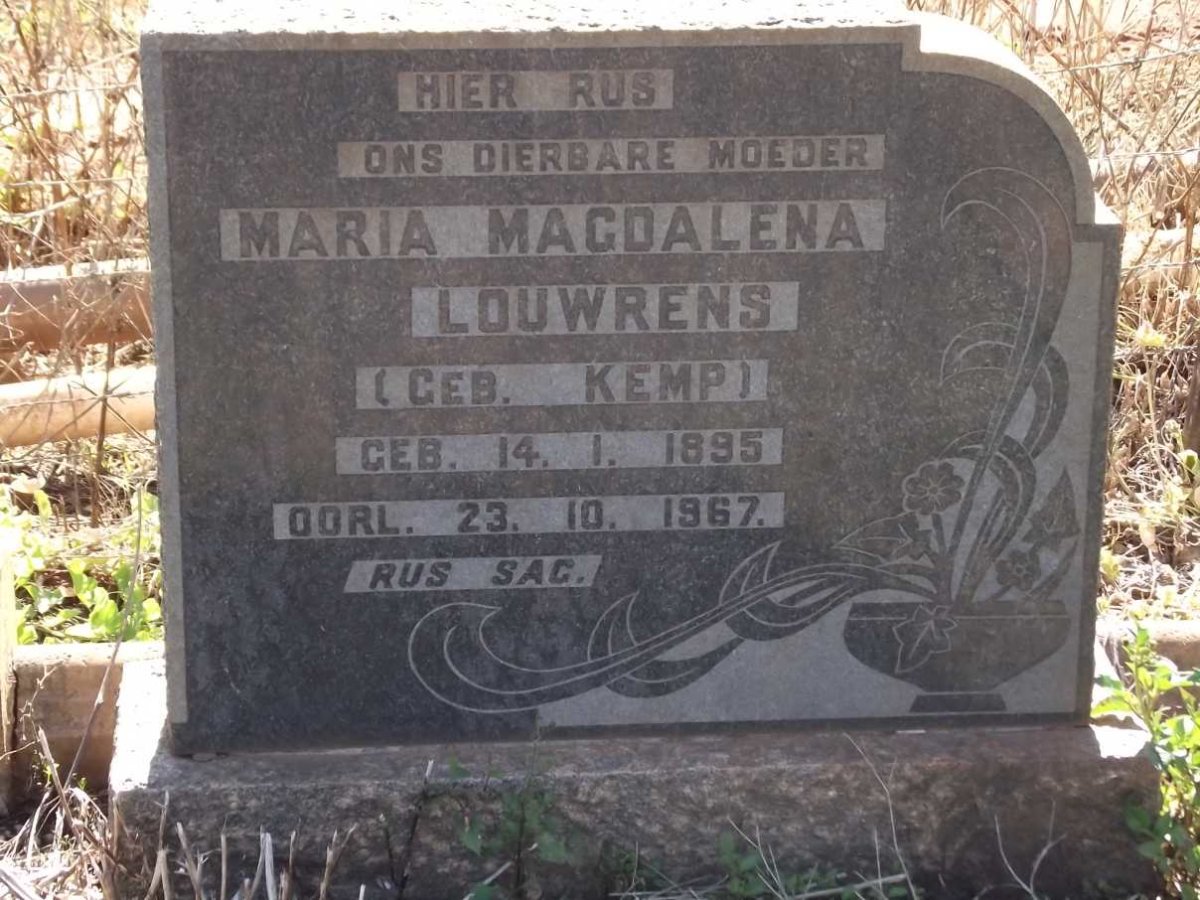 HIER RUS
ONS DIERBARE MOEDER
MARIA MAGDALENA
LOUWRENS
(GEB. KEMP)
GEB. 14. 1. 1895
OORL. 23. 10. 1967.
RUS SAG.